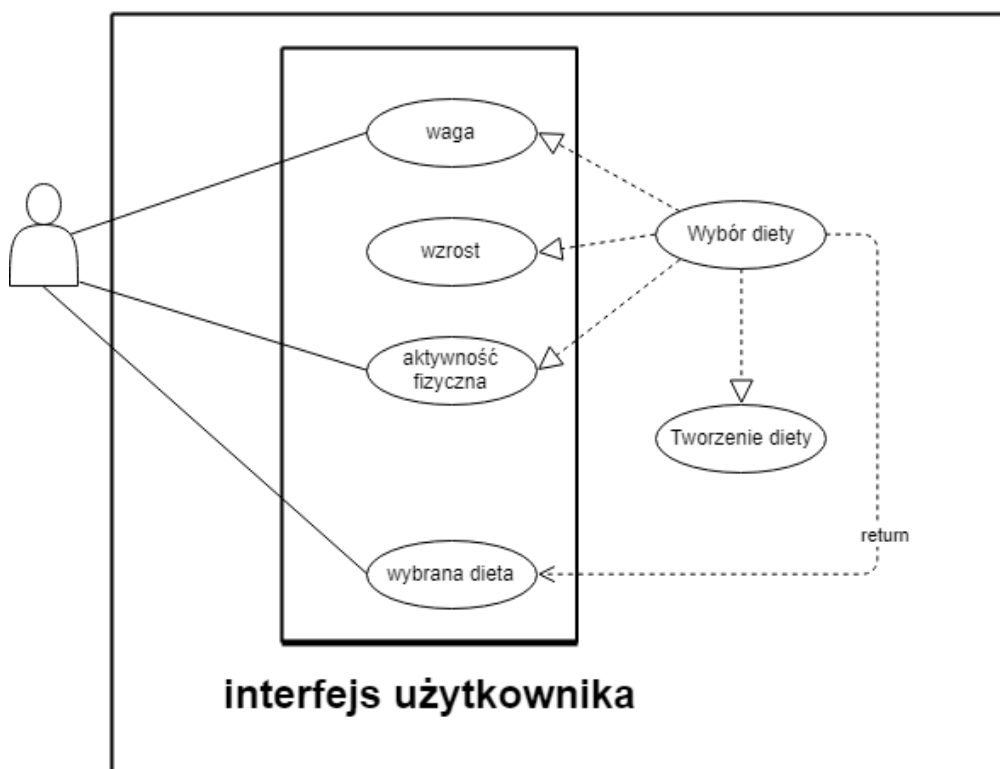 waga
wzrost
Wybór diety
aktywność
fizyczna
Tworzenie diety
return
wybrana dieta
interfejs użytkownika